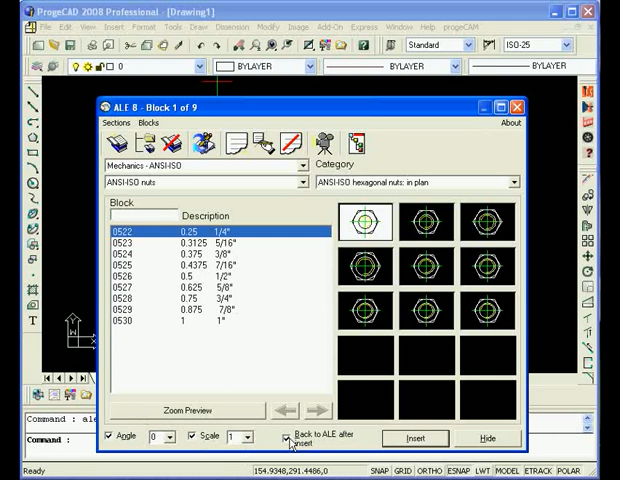 ProgeCAD 2008 Professional - [Drawing1]
File Edit View Insert Format Tools Draw Dimension Modify Image Add-On Express Window Help progeCAD
Standard ISO-25
0 BYLAYER BYLAYER BYLAYER
ALE 8 - Block 1 of 9
Sections Blocks About
Mechanics - ANSI-ISO Category
ANSI-ISO nuts ANSI-ISO hexagonal nuts: in plan
Block Description
0522 0.25 1/4"
0523 0.3125 5/16"
0524 0.375 3/8"
0525 0.4375 7/16"
0526 0.5 1/2"
0527 0.625 5/8"
0528 0.75 3/4"
0529 0.875 7/8"
0530 1 1"
Zoom Preview
Angle 0 Scale 1 Back to ALE after insert Insert Hide
T
Y
Command : ale
Command :
Ready 154.9348,291.4486,0 SNAP GRID ORTHO ESNAP LWT MODEL ETRACK POLAR